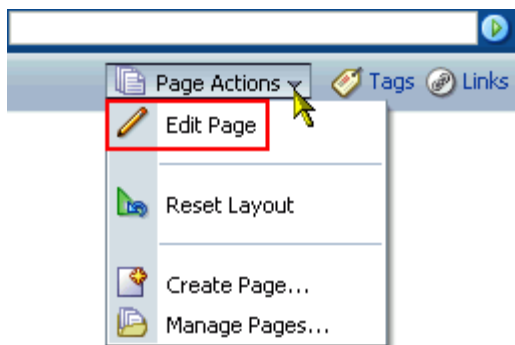 Page Actions Tags Links
Edit Page
Reset Layout
Create Page...
Manage Pages...